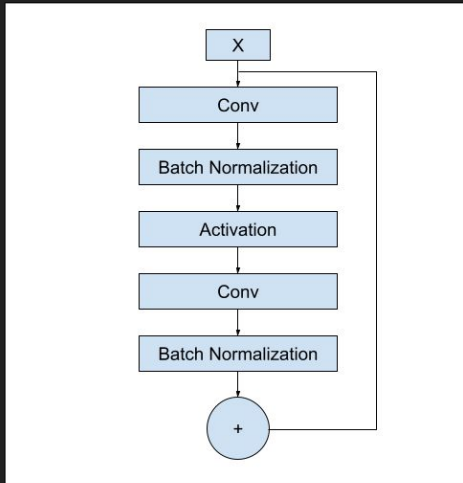 X
Conv
Batch Normalization
Activation
Conv
Batch Normalization
+